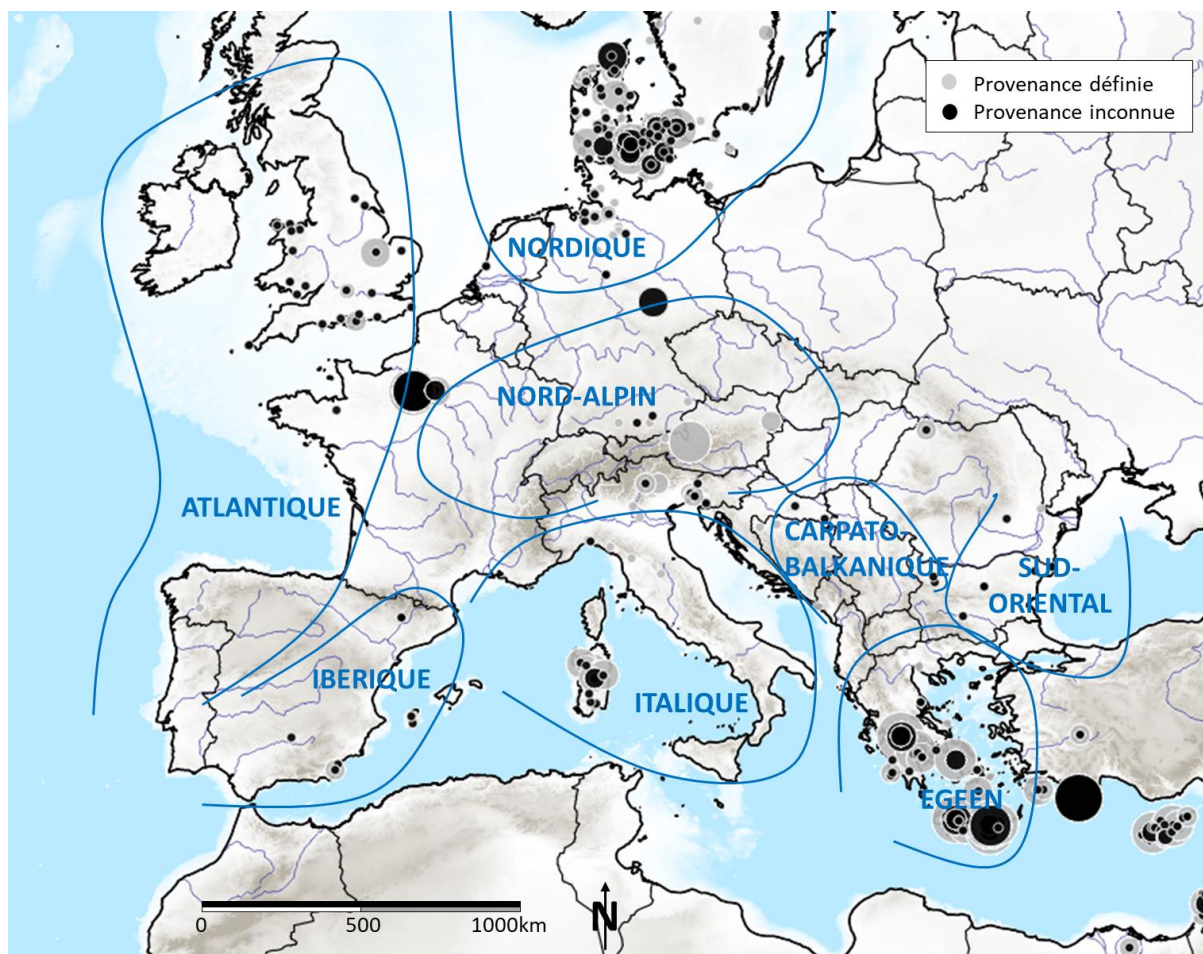 Provenance définie
Provenance inconnue
NORDIQUE
NORD-ALPIN
ATLANTIQUE
CARPATO-
BALKANIQUE
SUD-
ORIENTAL
IBERIQUE
ITALIQUE
EGEEN
0 500 1000km
N